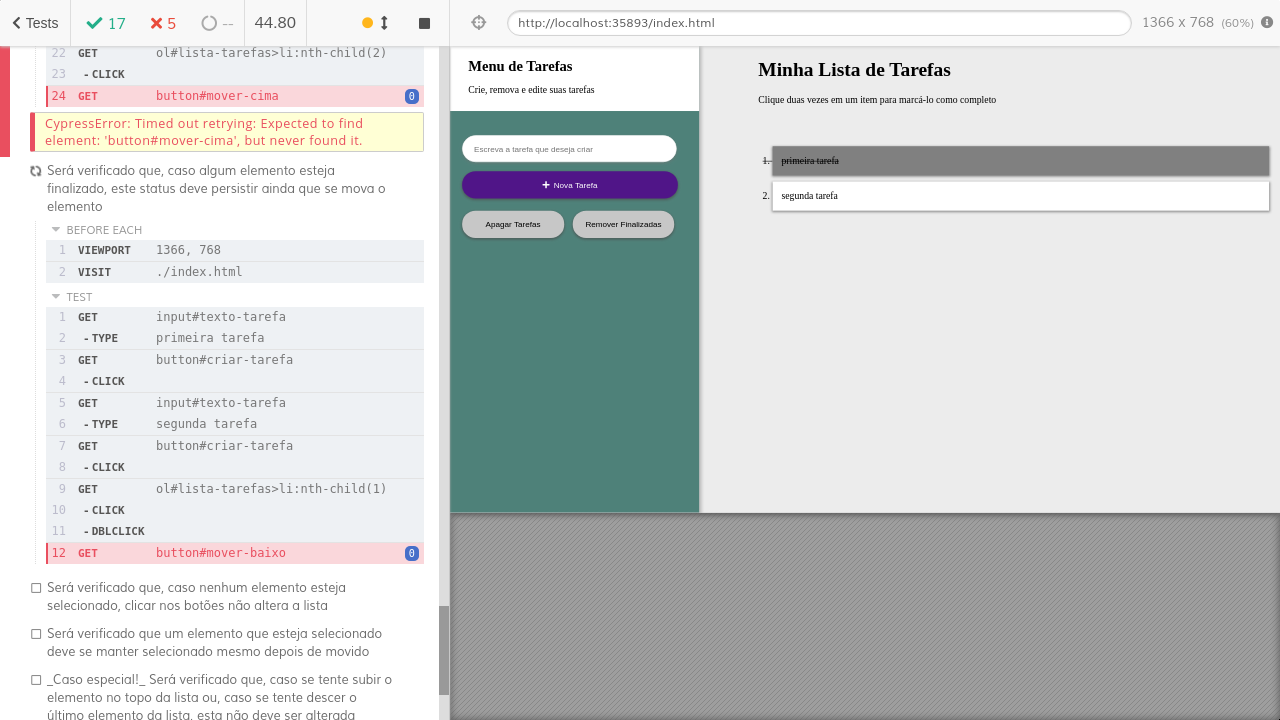 Tests
17
5
--
44.80
http://localhost:35893/index.html
1366 x 768 (60%)
22 GET ol#lista-tarefas>li:nth-child(2)
23 - CLICK
24 GET button#mover-cima 0
CypressError: Timed out retrying: Expected to find
element: 'button#mover-cima', but never found it.
Será verificado que, caso algum elemento esteja
finalizado, este status deve persistir ainda que se mova o
elemento
BEFORE EACH
1 VIEWPORT 1366, 768
2 VISIT ./index.html
TEST
1 GET input#texto-tarefa
2 - TYPE primeira tarefa
3 GET button#criar-tarefa
4 - CLICK
5 GET input#texto-tarefa
6 - TYPE segunda tarefa
7 GET button#criar-tarefa
8 - CLICK
9 GET ol#lista-tarefas>li:nth-child(1)
10 - CLICK
11 - DBLCLICK
12 GET button#mover-baixo 0
Será verificado que, caso nenhum elemento esteja
selecionado, clicar nos botões não altera a lista
Será verificado que um elemento que esteja selecionado
deve se manter selecionado mesmo depois de movido
_Caso especial!_ Será verificado que, caso se tente subir o
elemento no topo da lista ou, caso se tente descer o
último elemento da lista, esta não deve ser alterada
Menu de Tarefas
Crie, remova e edite suas tarefas
Escreva a tarefa que deseja criar
+ Nova Tarefa
Apagar Tarefas
Remover Finalizadas
Minha Lista de Tarefas
Clique duas vezes em um item para marcá-lo como completo
1. primeira tarefa
2. segunda tarefa